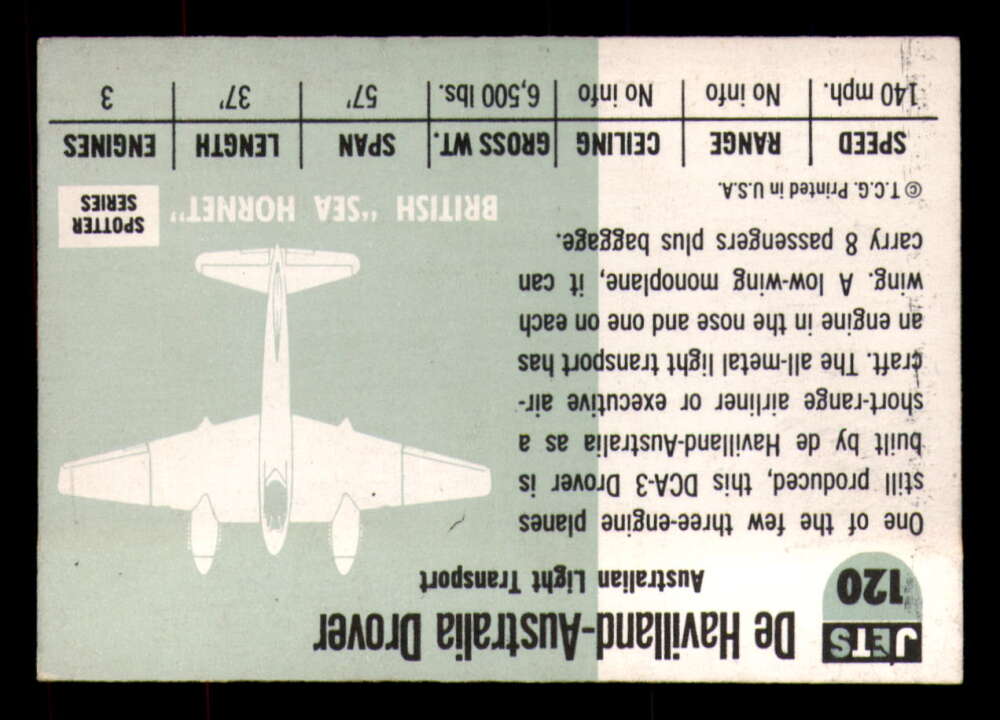 JETS
120
De Havilland-Australia Drover
Australian Light Transport
One of the few three-engine planes
still produced, this DCA-3 Drover is
built by de Havilland-Australia as a
short-range airliner or executive air-
craft. The all-metal light transport has
an engine in the nose and one on each
wing. A low-wing monoplane, it can
carry 8 passengers plus baggage.
© T.C.G. Printed in U.S.A.
BRITISH "SEA HORNET"
SPOTTER
SERIES
SPEED RANGE CEILING GROSS WT. SPAN LENGTH ENGINES
140 mph. No info No info 6,500 lbs. 57' 37' 3